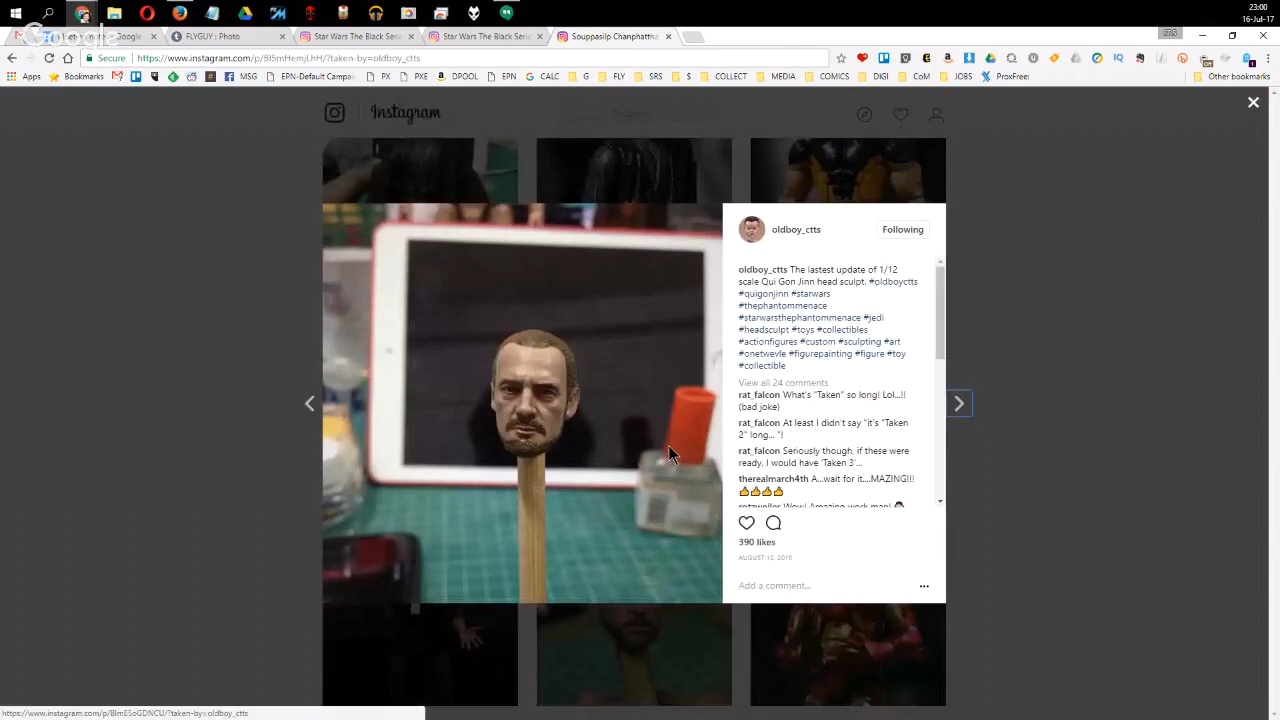 23:00
16-Jul-17
Google
FLYGUY : Photo
Star Wars The Black Serie
Star Wars The Black Serie
Souppasilp Chanphattha
Secure
https://www.instagram.com/p/BI5mHemjLhH/?taken-by=oldboy_ctts
Apps
Bookmarks
MSG
EPN-Default Campai
PX
PXE
DPOOL
EPN
CALC
G
FLY
SRS
$
COLLECT
MEDIA
COMICS
DIGI
CoM
JOBS
ProxFree:
Other bookmarks
Instagram
oldboy_ctts
Following
oldboy_ctts The lastest update of 1/12
scale Qui Gon Jinn head sculpt. #oldboyctts
#quigonjinn #starwars
#thephantommenace
#starwarsthephantommenace #jedi
#headsculpt #toys #collectibles
#actionfigures #custom #sculpting #art
#onetwevle #figurepainting #figure #toy
#collectible
View all 24 comments
rat_falcon What's "Taken" so long! Lol...!!
(bad joke)
rat_falcon At least I didn't say "it's "Taken
2" long... "!
rat_falcon Seriously though, if these were
ready, I would have 'Taken 3'...
therealmarch4th A...wait for it....MAZING!!!
390 likes
AUGUST 10, 2016
Add a comment...
https://www.instagram.com/p/BImESoGDNCU/?taken-by=oldboy_ctts